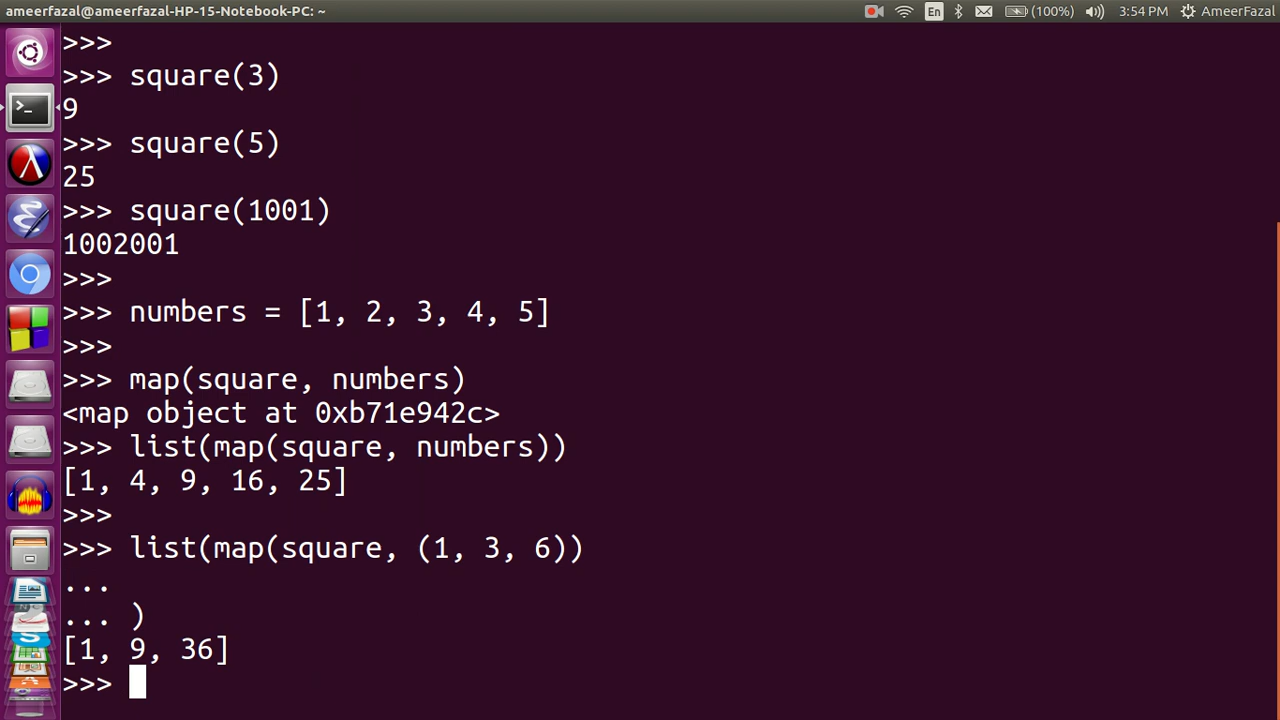 ameerfazal@ameerfazal-HP-15-Notebook-PC: ~ En (100%) 3:54 PM AmeerFazal
>>>
>>> square(3)
9
>>> square(5)
25
>>> square(1001)
1002001
>>>
>>> numbers = [1, 2, 3, 4, 5]
>>>
>>> map(square, numbers)
<map object at 0xb71e942c>
>>> list(map(square, numbers))
[1, 4, 9, 16, 25]
>>>
>>> list(map(square, (1, 3, 6))
...
... )
[1, 9, 36]
>>>